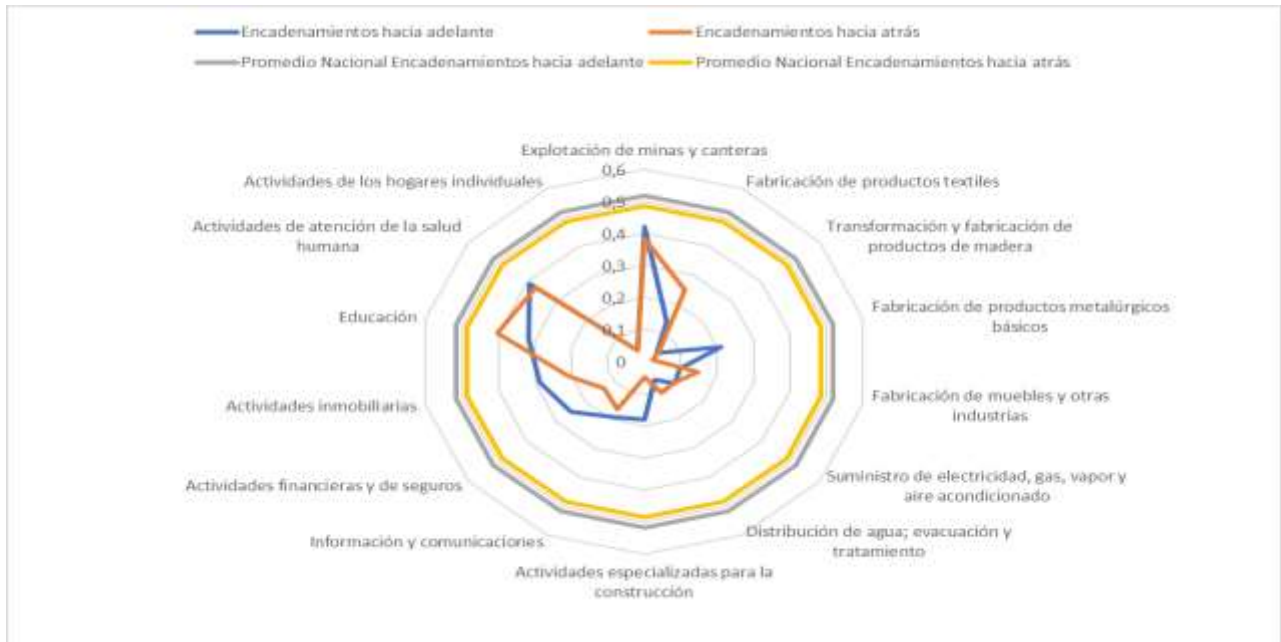 Encadenamientos hacia adelante
Encadenamientos hacia atrás
Promedio Nacional Encadenamientos hacia adelante
Promedio Nacional Encadenamientos hacia atrás
Explotación de minas y canteras
Fabricación de productos textiles
Transformación y fabricación de
productos de madera
Fabricación de productos metalúrgicos
básicos
Fabricación de muebles y otras
industrias
Suministro de electricidad, gas, vapor y
aire acondicionado
Distribución de agua; evacuación y
tratamiento
Actividades especializadas para la
construcción
Información y comunicaciones
Actividades financieras y de seguros
Actividades inmobiliarias
Educación
Actividades de atención de la salud
humana
Actividades de los hogares individuales
0,6
0,5
0,4
0,3
0,2
0,1
0